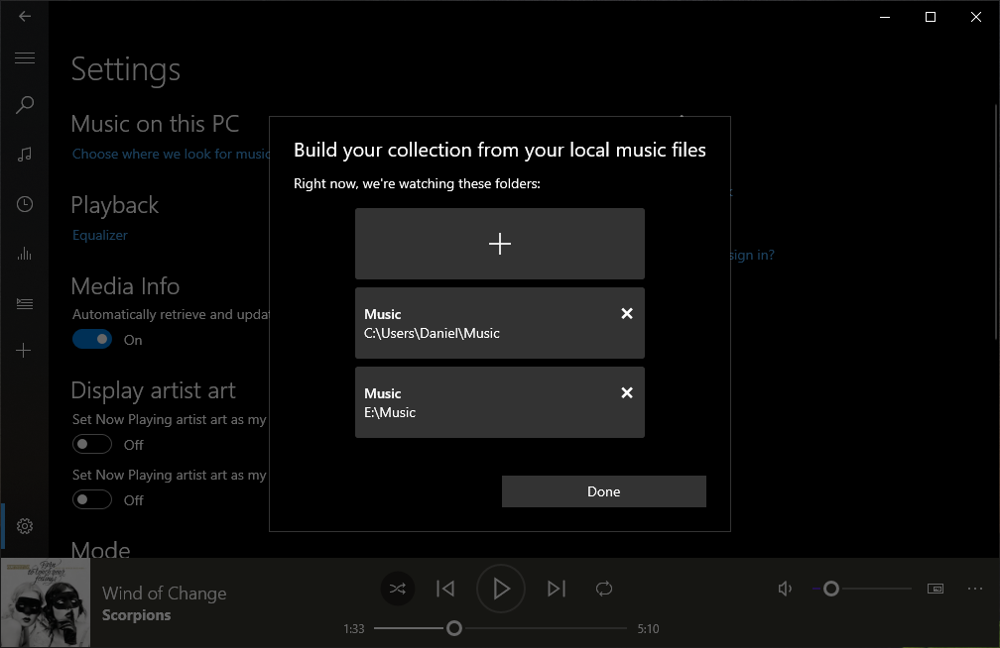 Settings
Music on this PC
Choose where we look for music
Playback
Equalizer
Media Info
Automatically retrieve and upda
On
Display artist art
Set Now Playing artist art as my
Off
Set Now Playing artist art as my
Off
Mode
Build your collection from your local music files
Right now, we're watching these folders:
Music
C:\Users\Daniel\Music
Music
E:\Music
Done
sign in?
Wind of Change
Scorpions
1:33
5:10